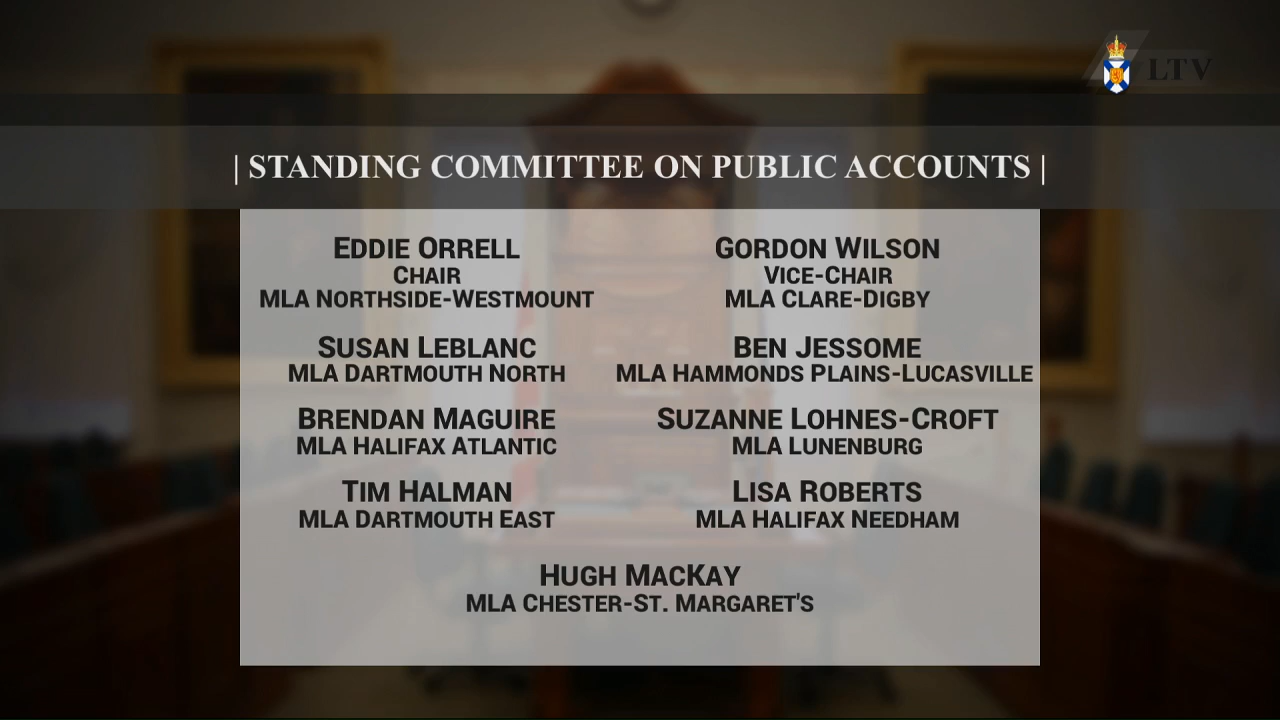 LTV
| STANDING COMMITTEE ON PUBLIC ACCOUNTS |
EDDIE ORRELL
CHAIR
MLA NORTHSIDE-WESTMOUNT
GORDON WILSON
VICE-CHAIR
MLA CLARE-DIGBY
SUSAN LEBLANC
MLA DARTMOUTH NORTH
BEN JESSOME
MLA HAMMONDS PLAINS-LUCASVILLE
BRENDAN MAGUIRE
MLA HALIFAX ATLANTIC
SUZANNE LOHNES-CROFT
MLA LUNENBURG
TIM HALMAN
MLA DARTMOUTH EAST
LISA ROBERTS
MLA HALIFAX NEEDHAM
HUGH MACKAY
MLA CHESTER-ST. MARGARET'S